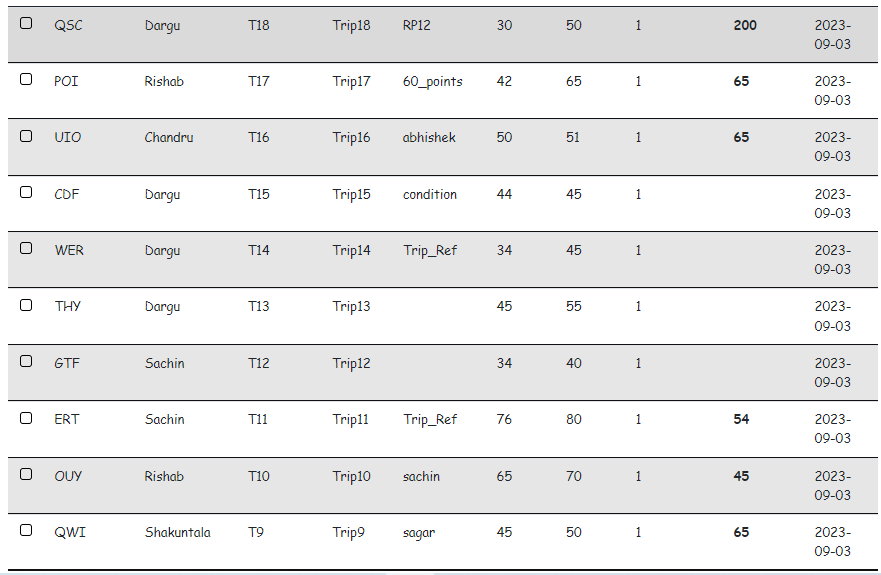 QSC Dargu T18 Trip18 RP12 30 50 1 200 2023-
09-03
POI Rishab T17 Trip17 60_points 42 65 1 65 2023-
09-03
UIO Chandru T16 Trip16 abhishek 50 51 1 65 2023-
09-03
CDF Dargu T15 Trip15 condition 44 45 1 2023-
09-03
WER Dargu T14 Trip14 Trip_Ref 34 45 1 2023-
09-03
THY Dargu T13 Trip13 45 55 1 2023-
09-03
GTF Sachin T12 Trip12 34 40 1 2023-
09-03
ERT Sachin T11 Trip11 Trip_Ref 76 80 1 54 2023-
09-03
OUY Rishab T10 Trip10 sachin 65 70 1 45 2023-
09-03
QWI Shakuntala T9 Trip9 sagar 45 50 1 65 2023-
09-03